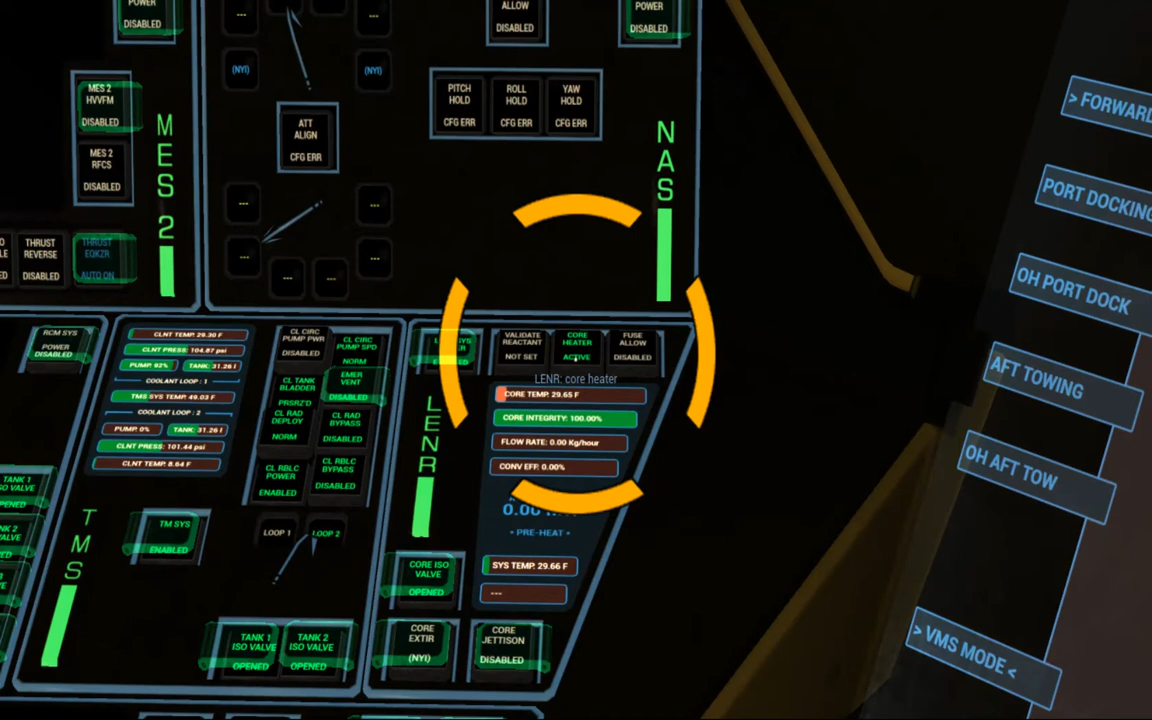 POWER
DISABLED
---
---
ALLOW
DISABLED
POWER
DISABLED
(NYI)
(NYI)
MES 2
HVVFM
DISABLED
MES 2
RFCS
DISABLED
MES 2
ATT
ALIGN
CFG ERR
PITCH
HOLD
CFG ERR
ROLL
HOLD
CFG ERR
YAW
HOLD
CFG ERR
NAS
---
---
---
---
---
---
THRUST
REVERSE
DISABLED
THRUST
EQKZR
AUTO ON
> FORWARD
PORT DOCKING
OH PORT DOCK
AFT TOWING
OH AFT TOW
> VMS MODE <
RCM SYS
POWER
DISABLED
CLNT TEMP: 29.30 F
CLNT PRESS: 104.87 psi
PUMP: 92%
TANK: 31.26 l
COOLANT LOOP : 1
TMS SYS TEMP: 49.03 F
COOLANT LOOP : 2
PUMP: 0%
TANK: 31.26 l
CLNT PRESS: 101.44 psi
CLNT TEMP: 8.64 F
CL CIRC
PUMP PWR
DISABLED
CL CIRC
PUMP SPD
NORM
CL TANK
BLADDER
PRSRZ'D
EMER
VENT
DISABLED
CL RAD
DEPLOY
NORM
CL RAD
BYPASS
DISABLED
CL RBLC
POWER
ENABLED
CL RBLC
BYPASS
DISABLED
TMS
TM SYS
ENABLED
LOOP 1
LOOP 2
TANK 1
ISO VALVE
OPENED
TANK 2
ISO VALVE
OPENED
TANK 1
ISO VALVE
OPENED
LENR
VALIDATE
REACTANT
NOT SET
CORE
HEATER
ACTIVE
FUSE
ALLOW
DISABLED
LENR: core heater
CORE TEMP: 29.65 F
CORE INTEGRITY: 100.00%
FLOW RATE: 0.00 Kg/hour
CONV EFF: 0.00%
• PRE-HEAT •
SYS TEMP: 29.66 F
---
CORE ISO
VALVE
OPENED
CORE
EXTIR
(NYI)
CORE
JETTISON
DISABLED